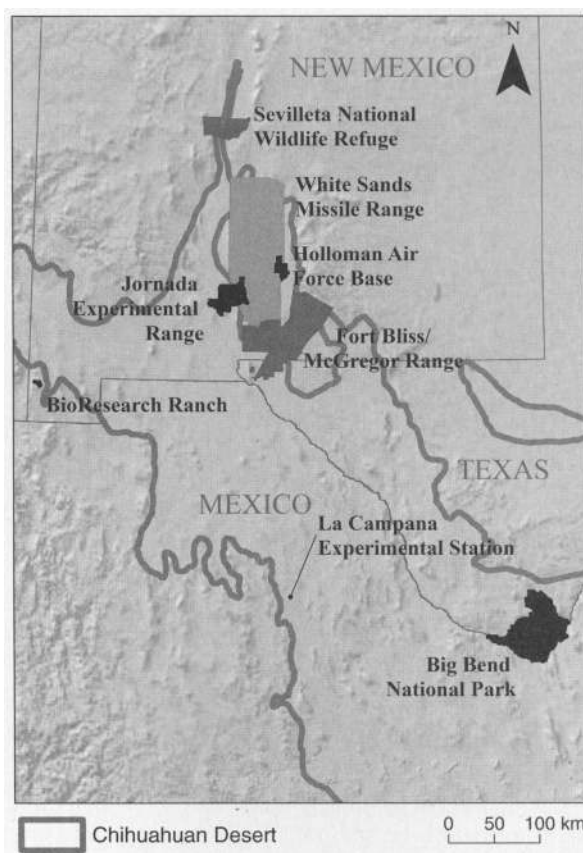 N
NEW MEXICO
Sevilleta National
Wildlife Refuge
White Sands
Missile Range
Holloman Air
Force Base
Jornada
Experimental
Range
Fort Bliss/
McGregor Range
BioResearch Ranch
TEXAS
MEXICO
La Campana
Experimental Station
Big Bend
National Park
Chihuahuan Desert
0 50 100 km